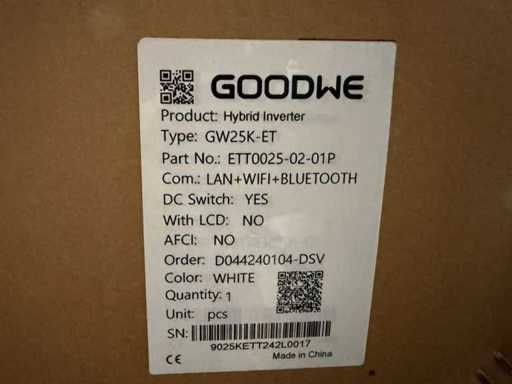 GOODWE
Product: Hybrid Inverter
Type: GW25K-ET
Part No.: ETT0025-02-01P
Com.: LAN+WIFI+BLUETOOTH
DC Switch: YES
With LCD: NO
AFCI: NO
Order: D044240104-DSV
Color: WHITE
Quantity: 1
Unit: pcs
SN:
9025KETT242L0017
CE Made in China